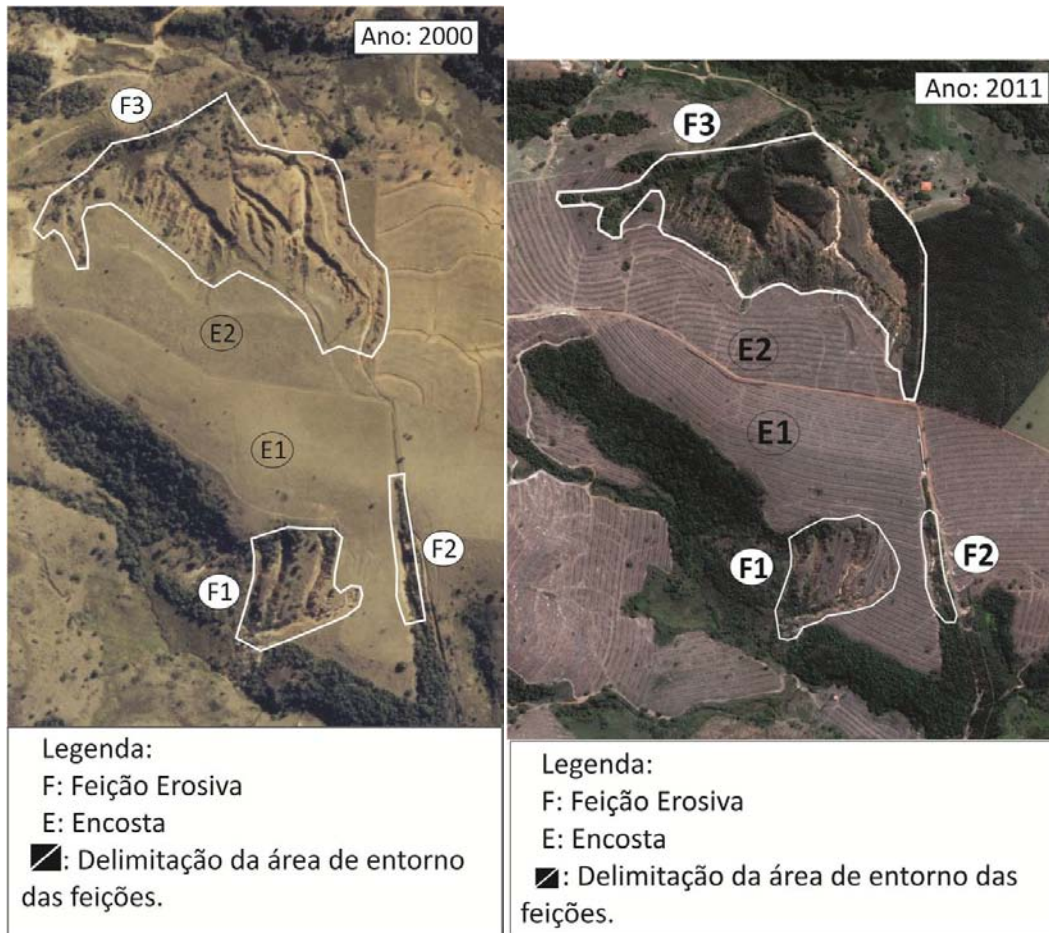 Ano: 2000
F3
E2
E1
F2
F1
Legenda:
F: Feição Erosiva
E: Encosta
: Delimitação da área de entorno
das feições.
Ano: 2011
F3
E2
E1
F1
F2
Legenda:
F: Feição Erosiva
E: Encosta
: Delimitação da área de entorno das
feições.